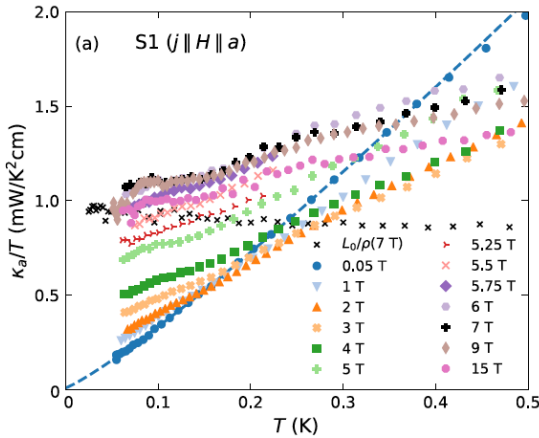 (a) S1 (j ∥ H ∥ a)
2.0
1.5
1.0
0.5
0
κa/T (mW/K²cm)
L₀/ρ(7 T)
0.05 T
1 T
2 T
3 T
4 T
5 T
5.25 T
5.5 T
5.75 T
6 T
7 T
9 T
15 T
0 0.1 0.2 0.3 0.4 0.5
T (K)